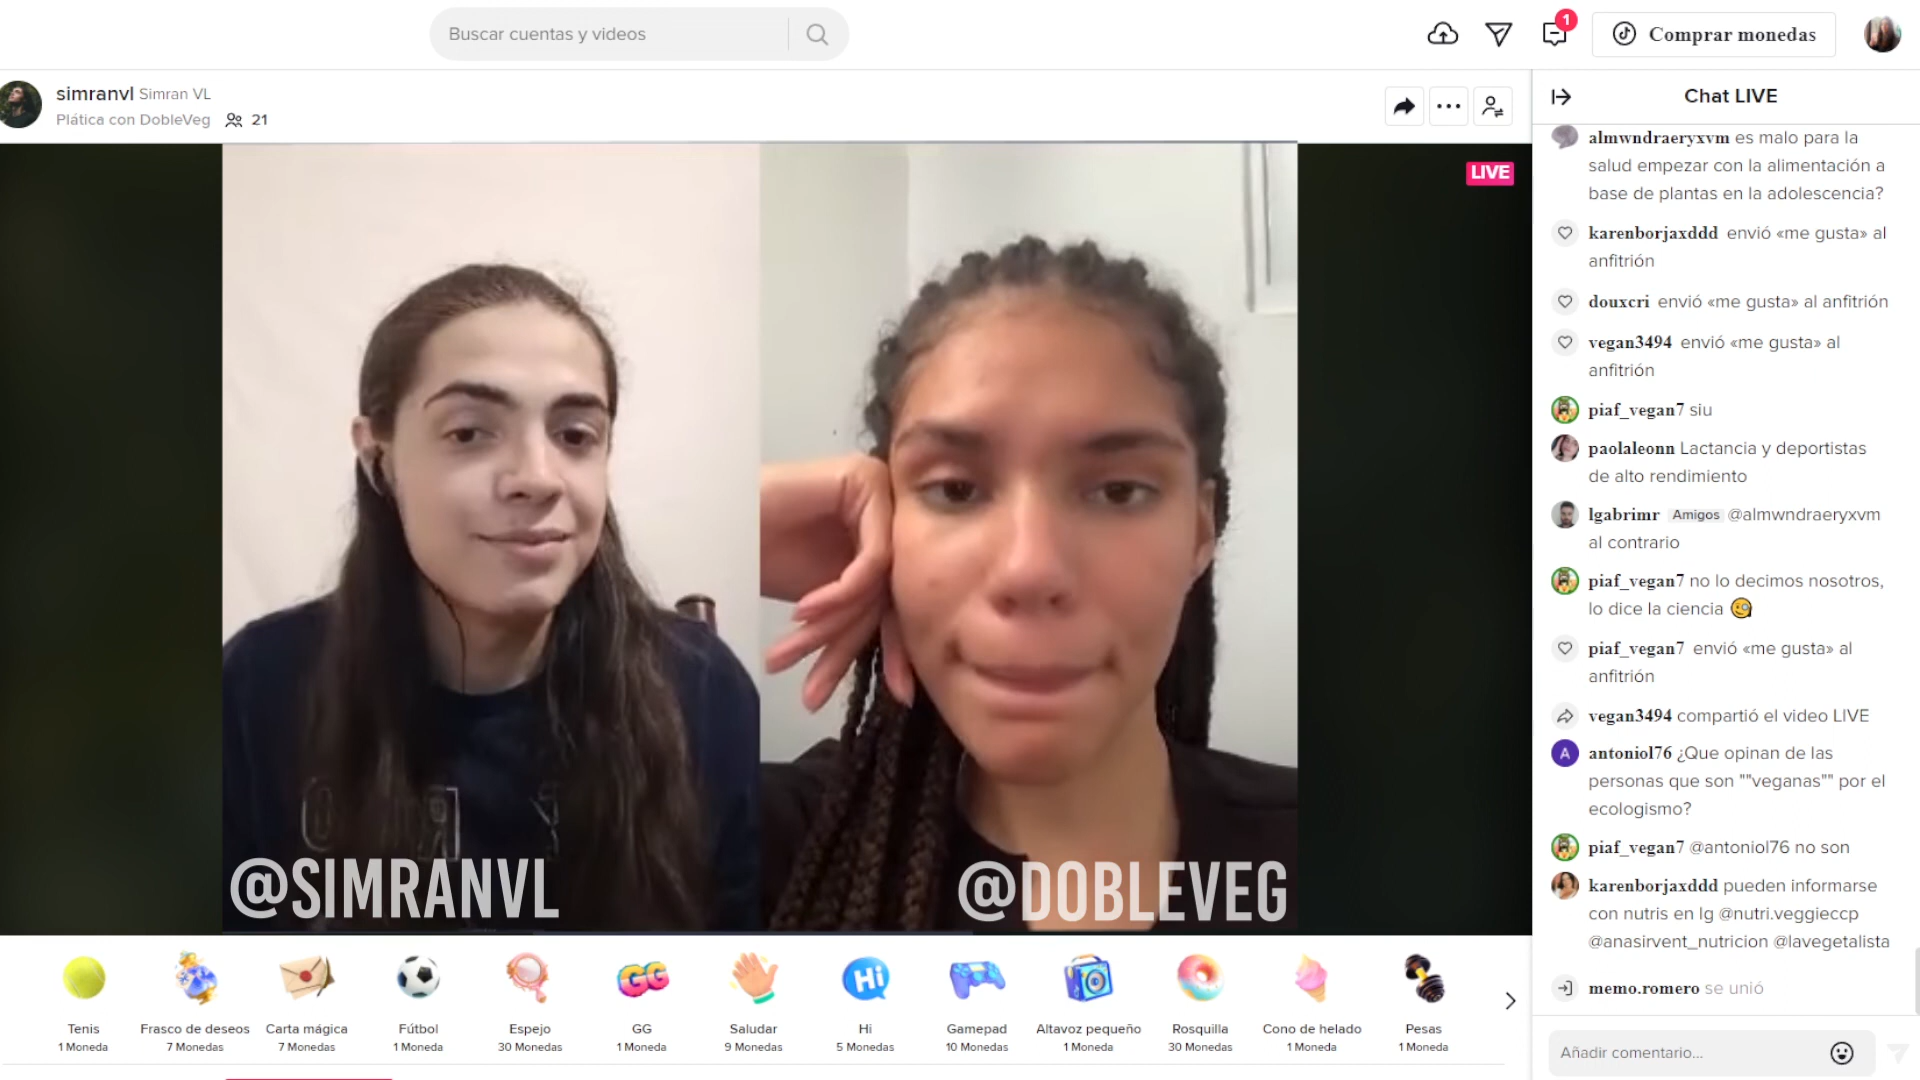 Buscar cuentas y videos
1
Comprar monedas
simranvl Simran VL
Plática con DobleVeg 21
LIVE
@SIMRANVL
@DOBLEVEG
Tenis
1 Moneda
Frasco de deseos
7 Monedas
Carta mágica
7 Monedas
Fútbol
1 Moneda
Espejo
30 Monedas
GG
GG
1 Moneda
Saludar
9 Monedas
Hi
Hi
5 Monedas
Gamepad
10 Monedas
Altavoz pequeño
1 Moneda
Rosquilla
30 Monedas
Cono de helado
1 Moneda
Pesas
1 Moneda
Chat LIVE
almwndraeryxvm es malo para la
salud empezar con la alimentación a
base de plantas en la adolescencia?
karenborjaxddd envió «me gusta» al
anfitrión
douxcri envió «me gusta» al anfitrión
vegan3494 envió «me gusta» al
anfitrión
piaf_vegan7 siu
paolaleonn Lactancia y deportistas
de alto rendimiento
lgabrimr Amigos @almwndraeryxvm
al contrario
piaf_vegan7 no lo decimos nosotros,
lo dice la ciencia 🧐
piaf_vegan7 envió «me gusta» al
anfitrión
vegan3494 compartió el video LIVE
A
antoniol76 ¿Que opinan de las
personas que son ""veganas"" por el
ecologismo?
piaf_vegan7 @antoniol76 no son
karenborjaxddd pueden informarse
con nutris en Ig @nutri.veggieccp
@anasirvent_nutricion @lavegetalista
memo.romero se unió
Añadir comentario...